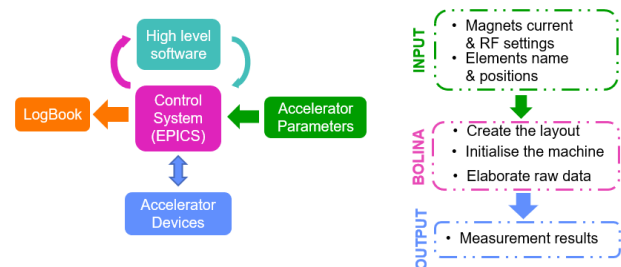 High level
software
LogBook
Control
System
(EPICS)
Accelerator
Parameters
Accelerator
Devices
INPUT
• Magnets current
& RF settings
• Elements name
& positions
BOLINA
• Create the layout
• Initialise the machine
• Elaborate raw data
OUTPUT
• Measurement results